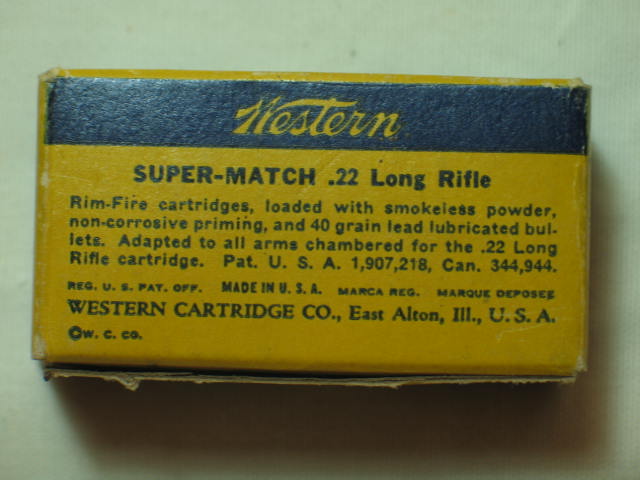 Western
SUPER-MATCH .22 Long Rifle
Rim-Fire cartridges, loaded with smokeless powder,
non-corrosive priming, and 40 grain lead lubricated bul-
lets. Adapted to all arms chambered for the .22 Long
Rifle cartridge. Pat. U. S. A. 1,907,218, Can. 344,944.
REG. U. S. PAT. OFF. MADE IN U. S. A. MARCA REG. MARQUE DEPOSEE
WESTERN CARTRIDGE CO., East Alton, Ill., U. S. A.
©W. C. CO.